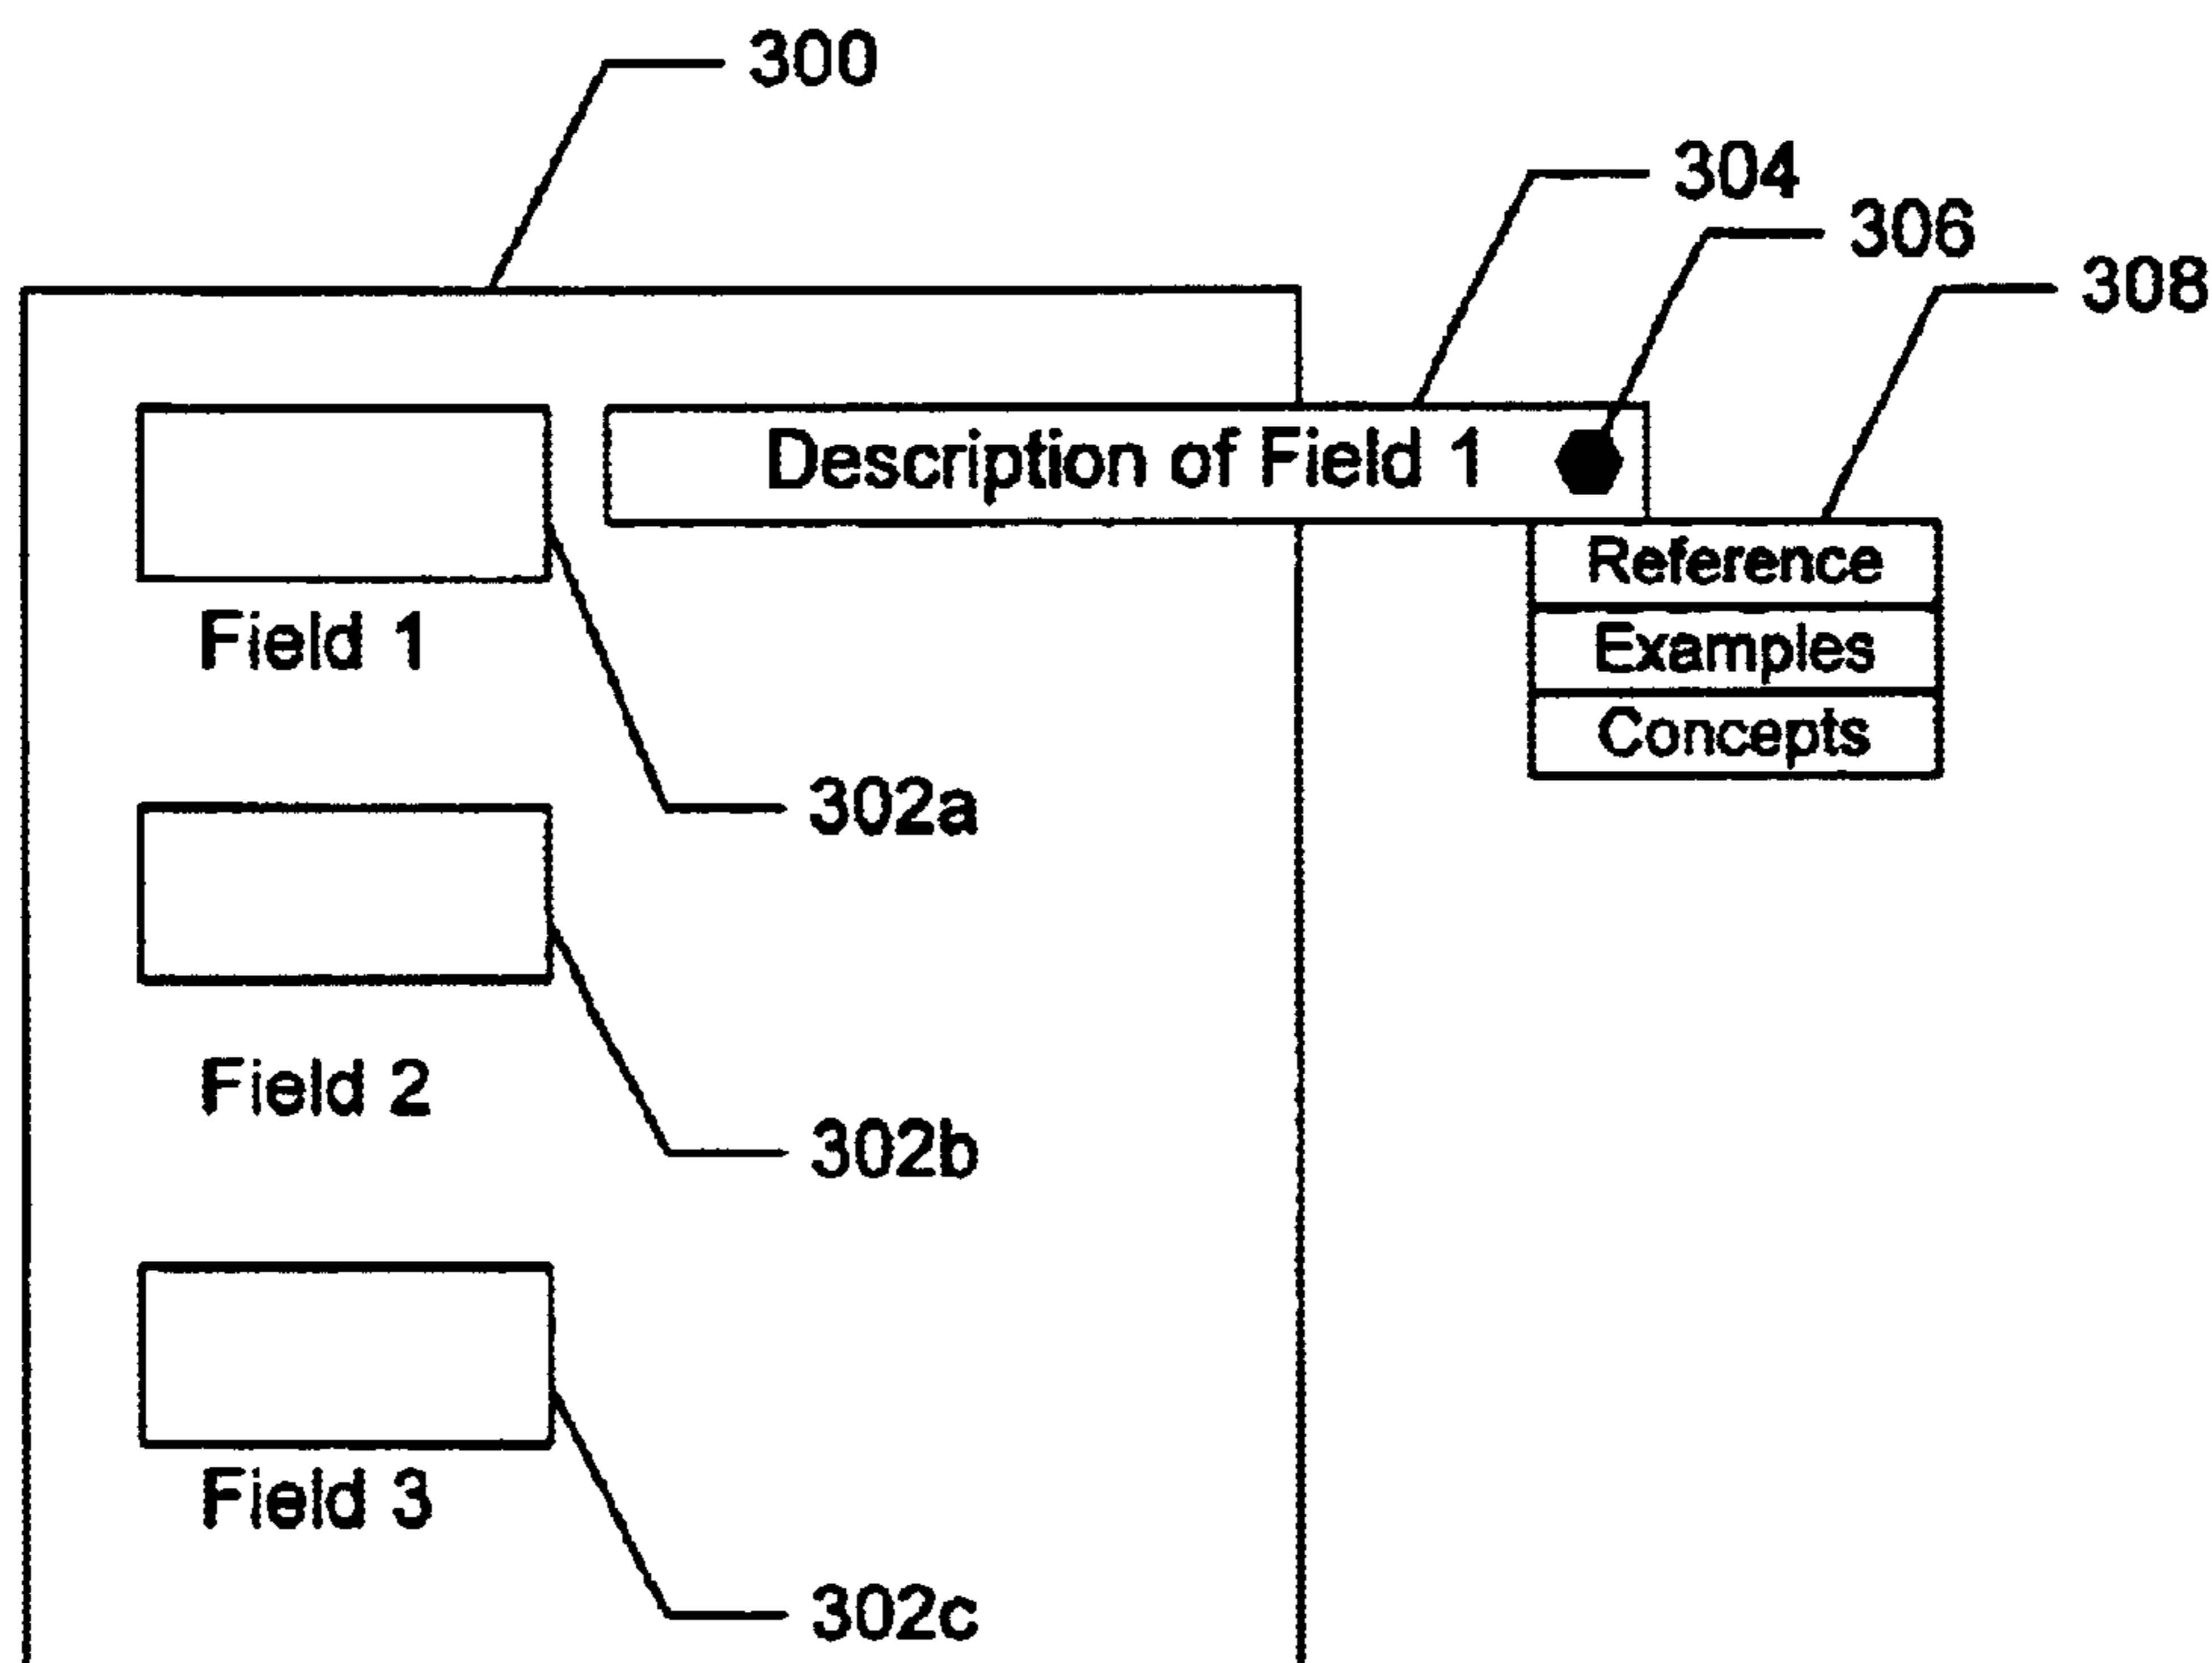 300
304
306
308
Description of Field 1
Reference
Field 1
Examples
Concepts
302a
Field 2
302b
Field 3
302c